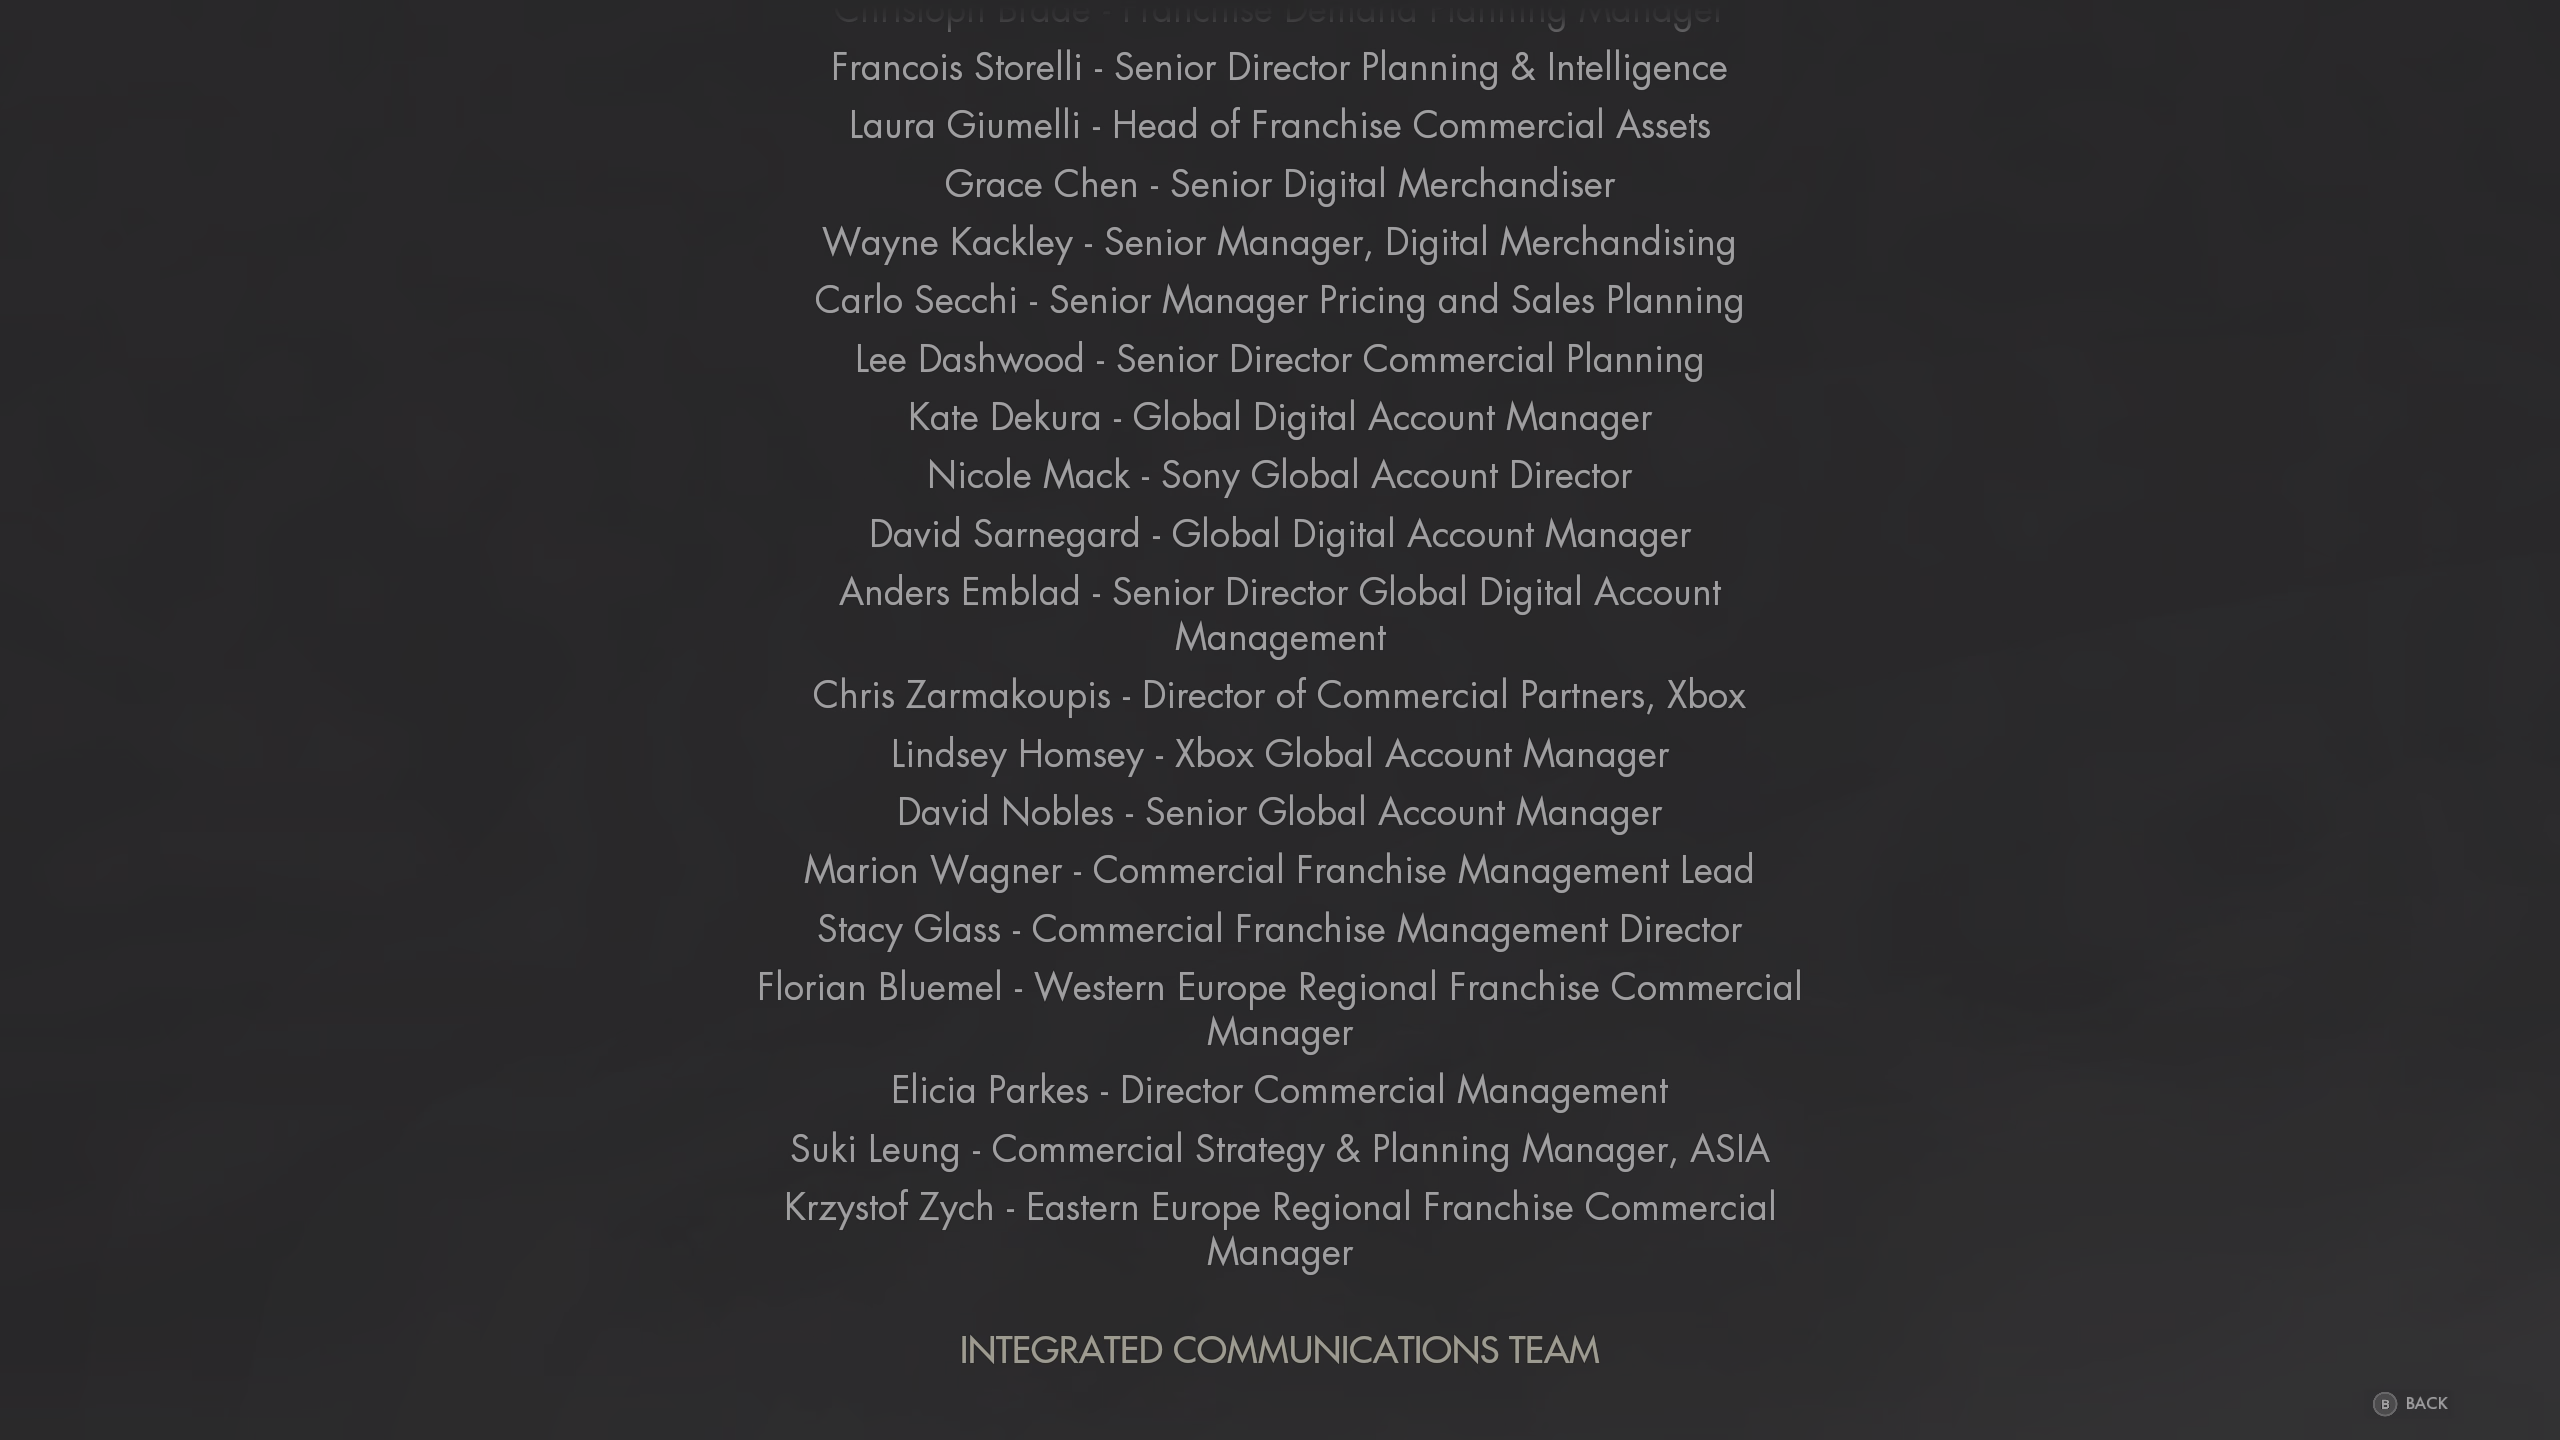 Christoph Brade - Franchise Demand Planning Manager
Francois Storelli - Senior Director Planning & Intelligence
Laura Giumelli - Head of Franchise Commercial Assets
Grace Chen - Senior Digital Merchandiser
Wayne Kackley - Senior Manager, Digital Merchandising
Carlo Secchi - Senior Manager Pricing and Sales Planning
Lee Dashwood - Senior Director Commercial Planning
Kate Dekura - Global Digital Account Manager
Nicole Mack - Sony Global Account Director
David Sarnegard - Global Digital Account Manager
Anders Emblad - Senior Director Global Digital Account
Management
Chris Zarmakoupis - Director of Commercial Partners, Xbox
Lindsey Homsey - Xbox Global Account Manager
David Nobles - Senior Global Account Manager
Marion Wagner - Commercial Franchise Management Lead
Stacy Glass - Commercial Franchise Management Director
Florian Bluemel - Western Europe Regional Franchise Commercial
Manager
Elicia Parkes - Director Commercial Management
Suki Leung - Commercial Strategy & Planning Manager, ASIA
Krzystof Zych - Eastern Europe Regional Franchise Commercial
Manager
INTEGRATED COMMUNICATIONS TEAM
B BACK